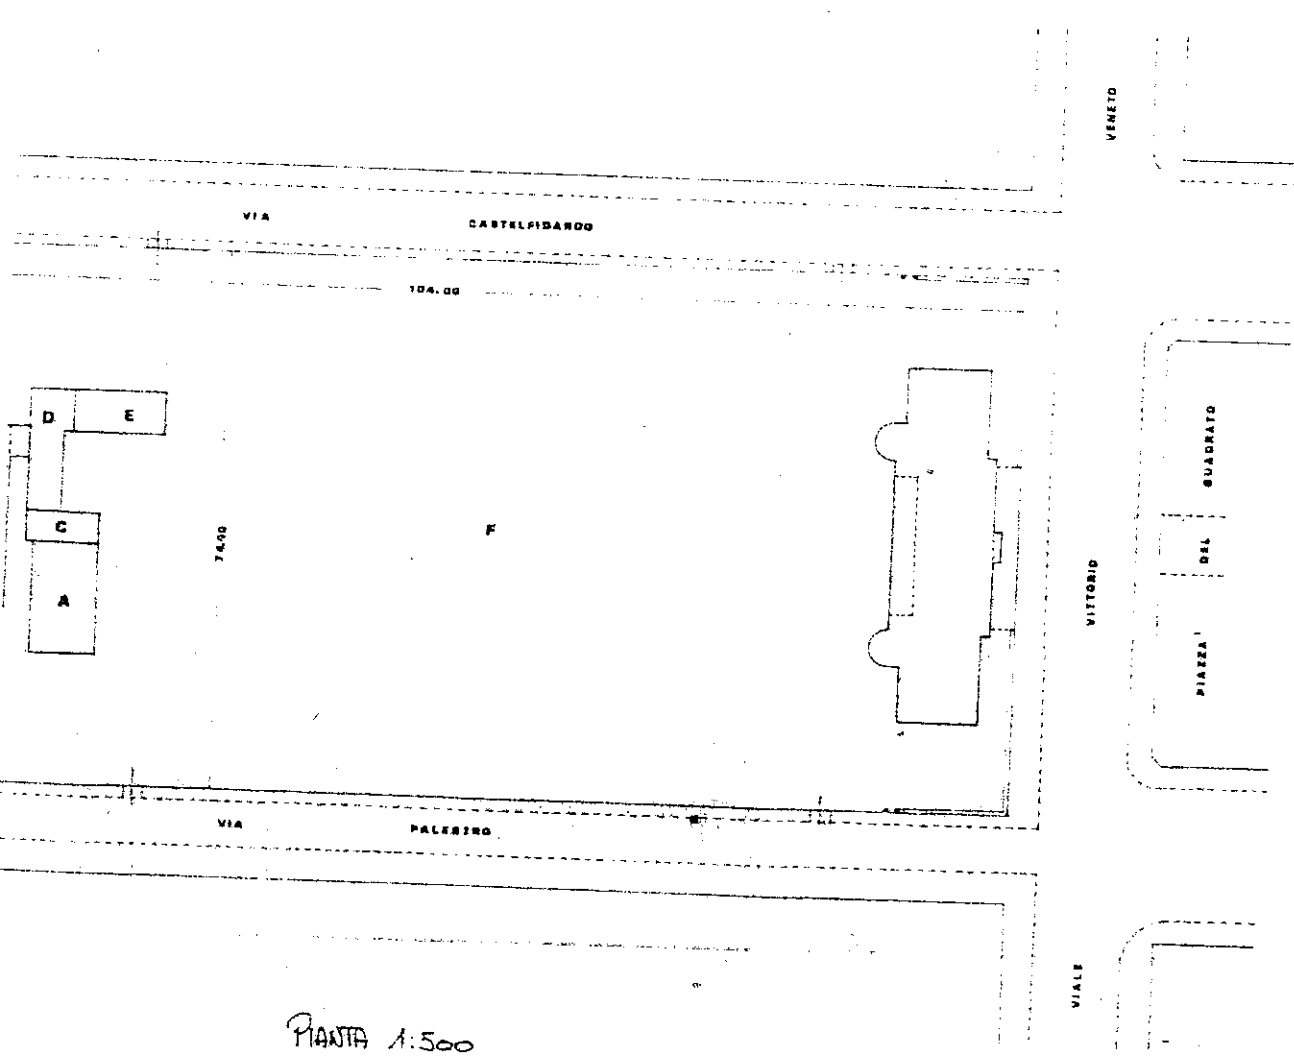 VENETO
VIA CASTELFIDARDO
104.00
D E
QUADRATO
C
74.00
F
DEL
A
VITTORIO
PIAZZA
VIA PALESTRO
VIALE
PIANTA 1:500